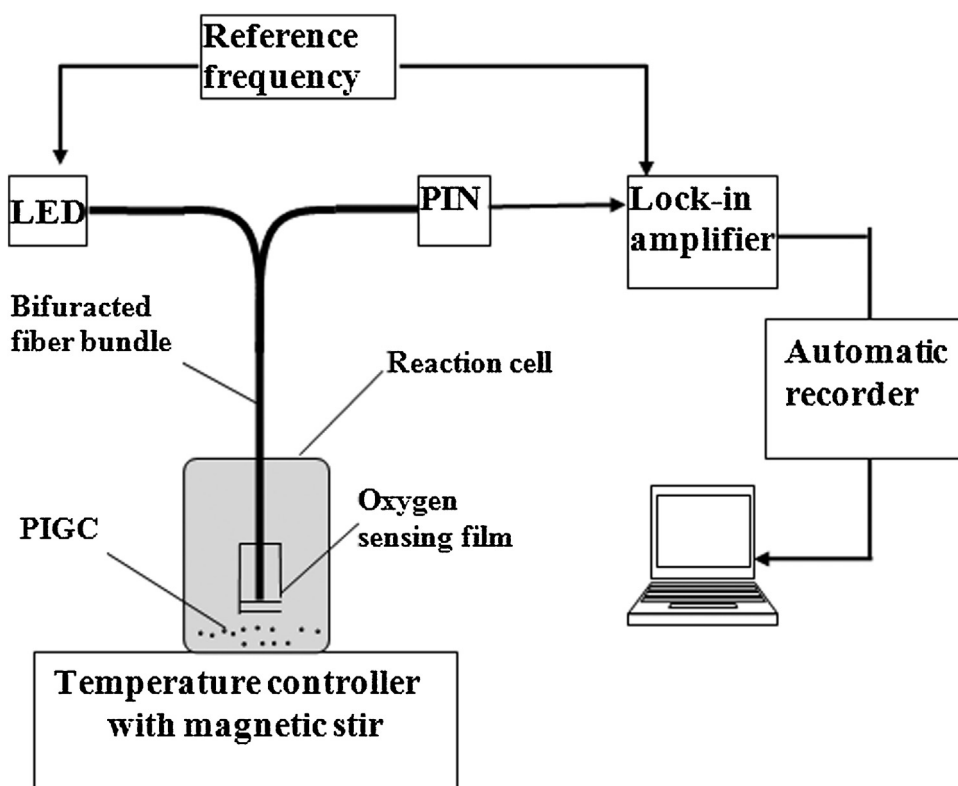 Reference
frequency
LED
PIN
Lock-in
amplifier
Bifuracted
fiber bundle
Reaction cell
Automatic
recorder
PIGC
Oxygen
sensing film
Temperature controller
with magnetic stir